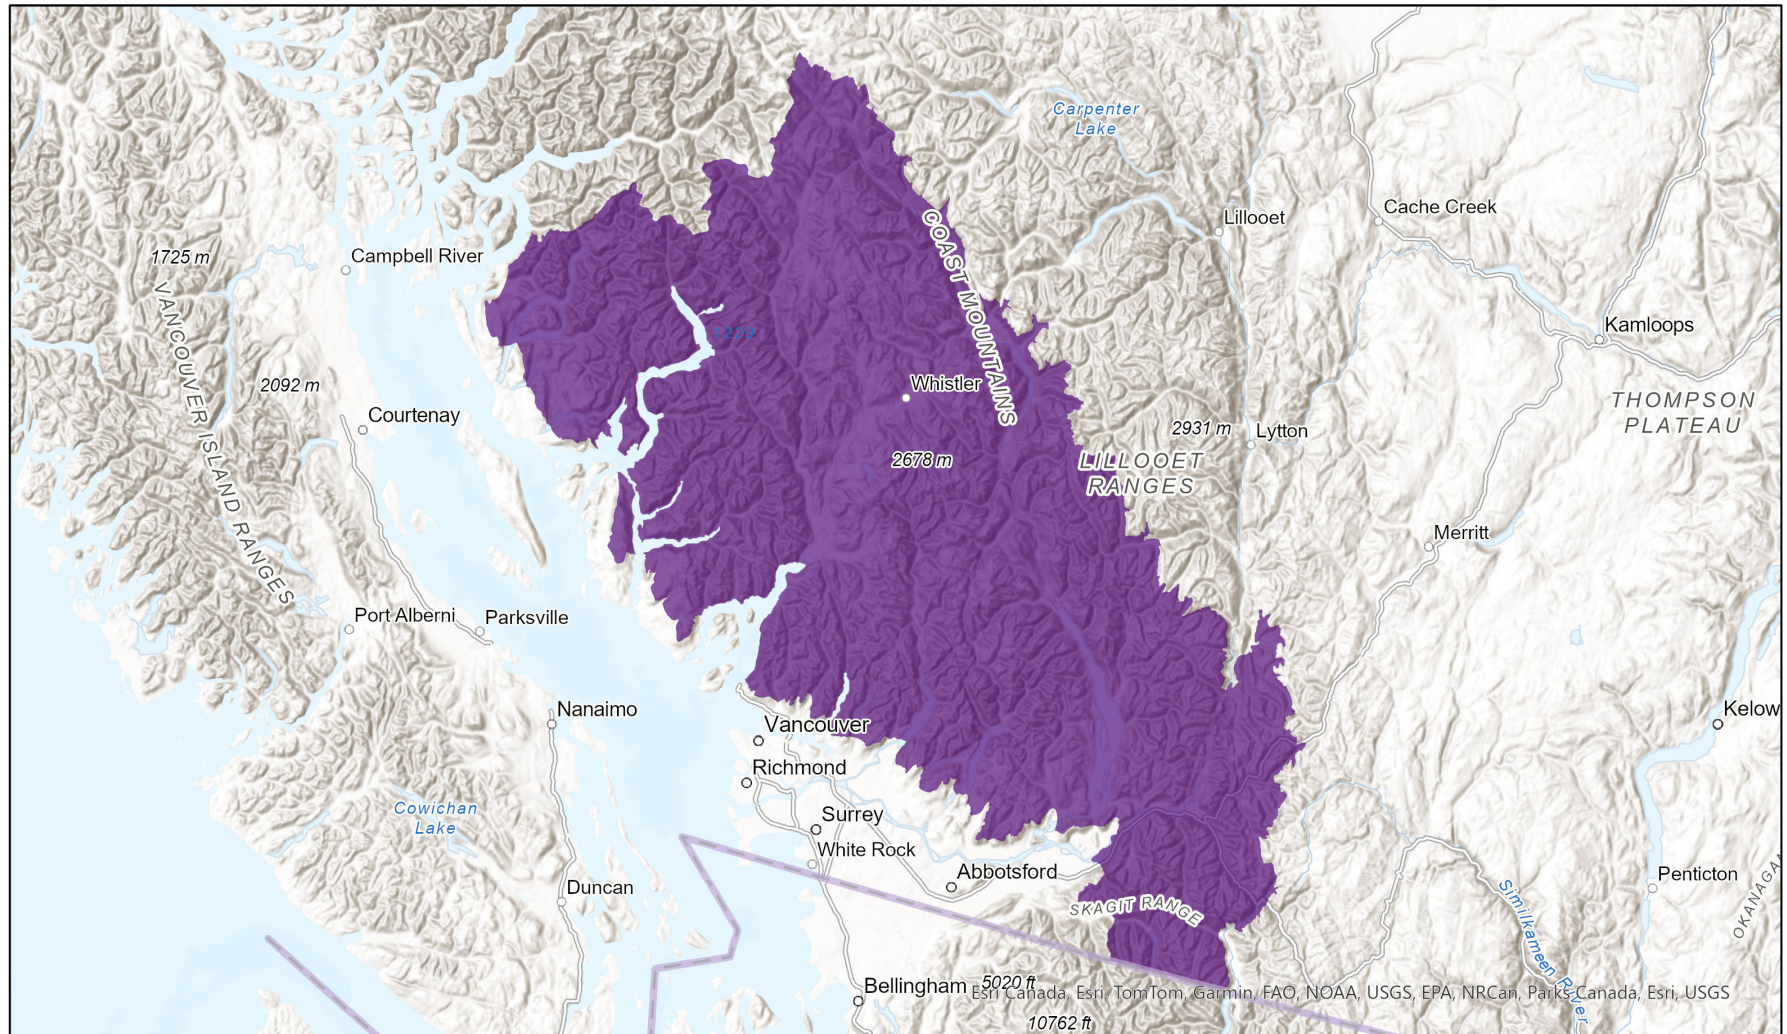 Carpenter
Lake
Cache Creek
Lillooet
Campbell River
1725 m
COAST MOUNTAINS
VANCOUVER ISLAND RANGES
Kamloops
2092 m
Whistler
THOMPSON
PLATEAU
Courtenay
2931 m
Lytton
2678 m
LILLOOET
RANGES
Merritt
Port Alberni
Parksville
Nanaimo
Kelow
Vancouver
Richmond
Cowichan
Lake
Surrey
White Rock
Abbotsford
Penticton
Duncan
SKAGIT RANGE
OKANAGA
Similkameen River
Bellingham
5020 ft
Esri Canada, Esri, TomTom, Garmin, FAO, NOAA, USGS, EPA, NRCan, Parks Canada, Esri, USGS
10762 ft